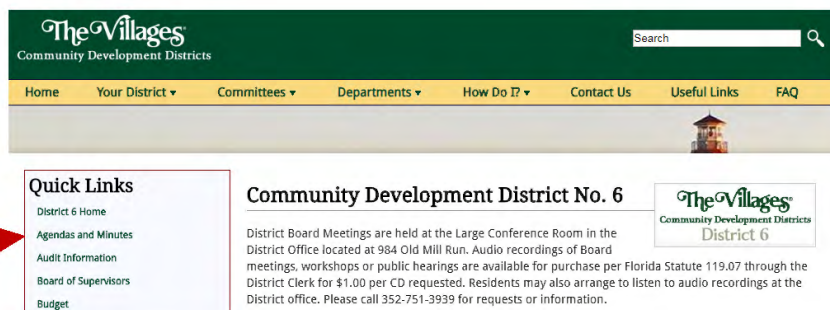 The Villages®
Community Development Districts
Search
Home Your District Committees Departments How Do I? Contact Us Useful Links FAQ
Quick Links
District 6 Home
Agendas and Minutes
Audit Information
Board of Supervisors
Budget
Community Development District No. 6
The Villages®
Community Development Districts
District 6
District Board Meetings are held at the Large Conference Room in the
District Office located at 984 Old Mill Run. Audio recordings of Board
meetings, workshops or public hearings are available for purchase per Florida Statute 119.07 through the
District Clerk for $1.00 per CD requested. Residents may also arrange to listen to audio recordings at the
District office. Please call 352-751-3939 for requests or information.